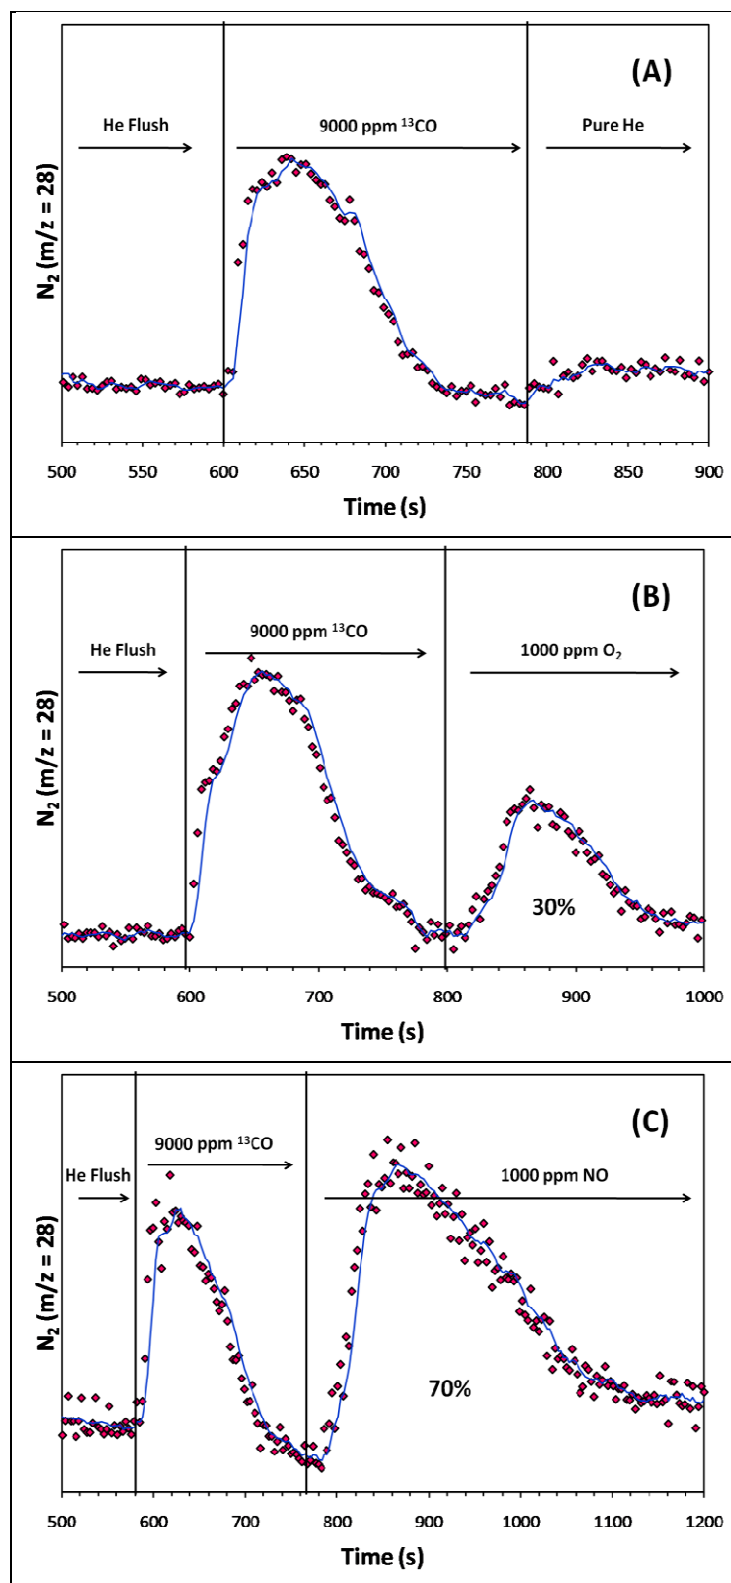 (A)
He Flush
9000 ppm ¹³CO
Pure He
N₂ (m/z = 28)
500 550 600 650 700 750 800 850 900
Time (s)
(B)
He Flush
9000 ppm ¹³CO
1000 ppm O₂
N₂ (m/z = 28)
30%
500 600 700 800 900 1000
Time (s)
(C)
He Flush
9000 ppm ¹³CO
1000 ppm NO
N₂ (m/z = 28)
70%
500 600 700 800 900 1000 1100 1200
Time (s)